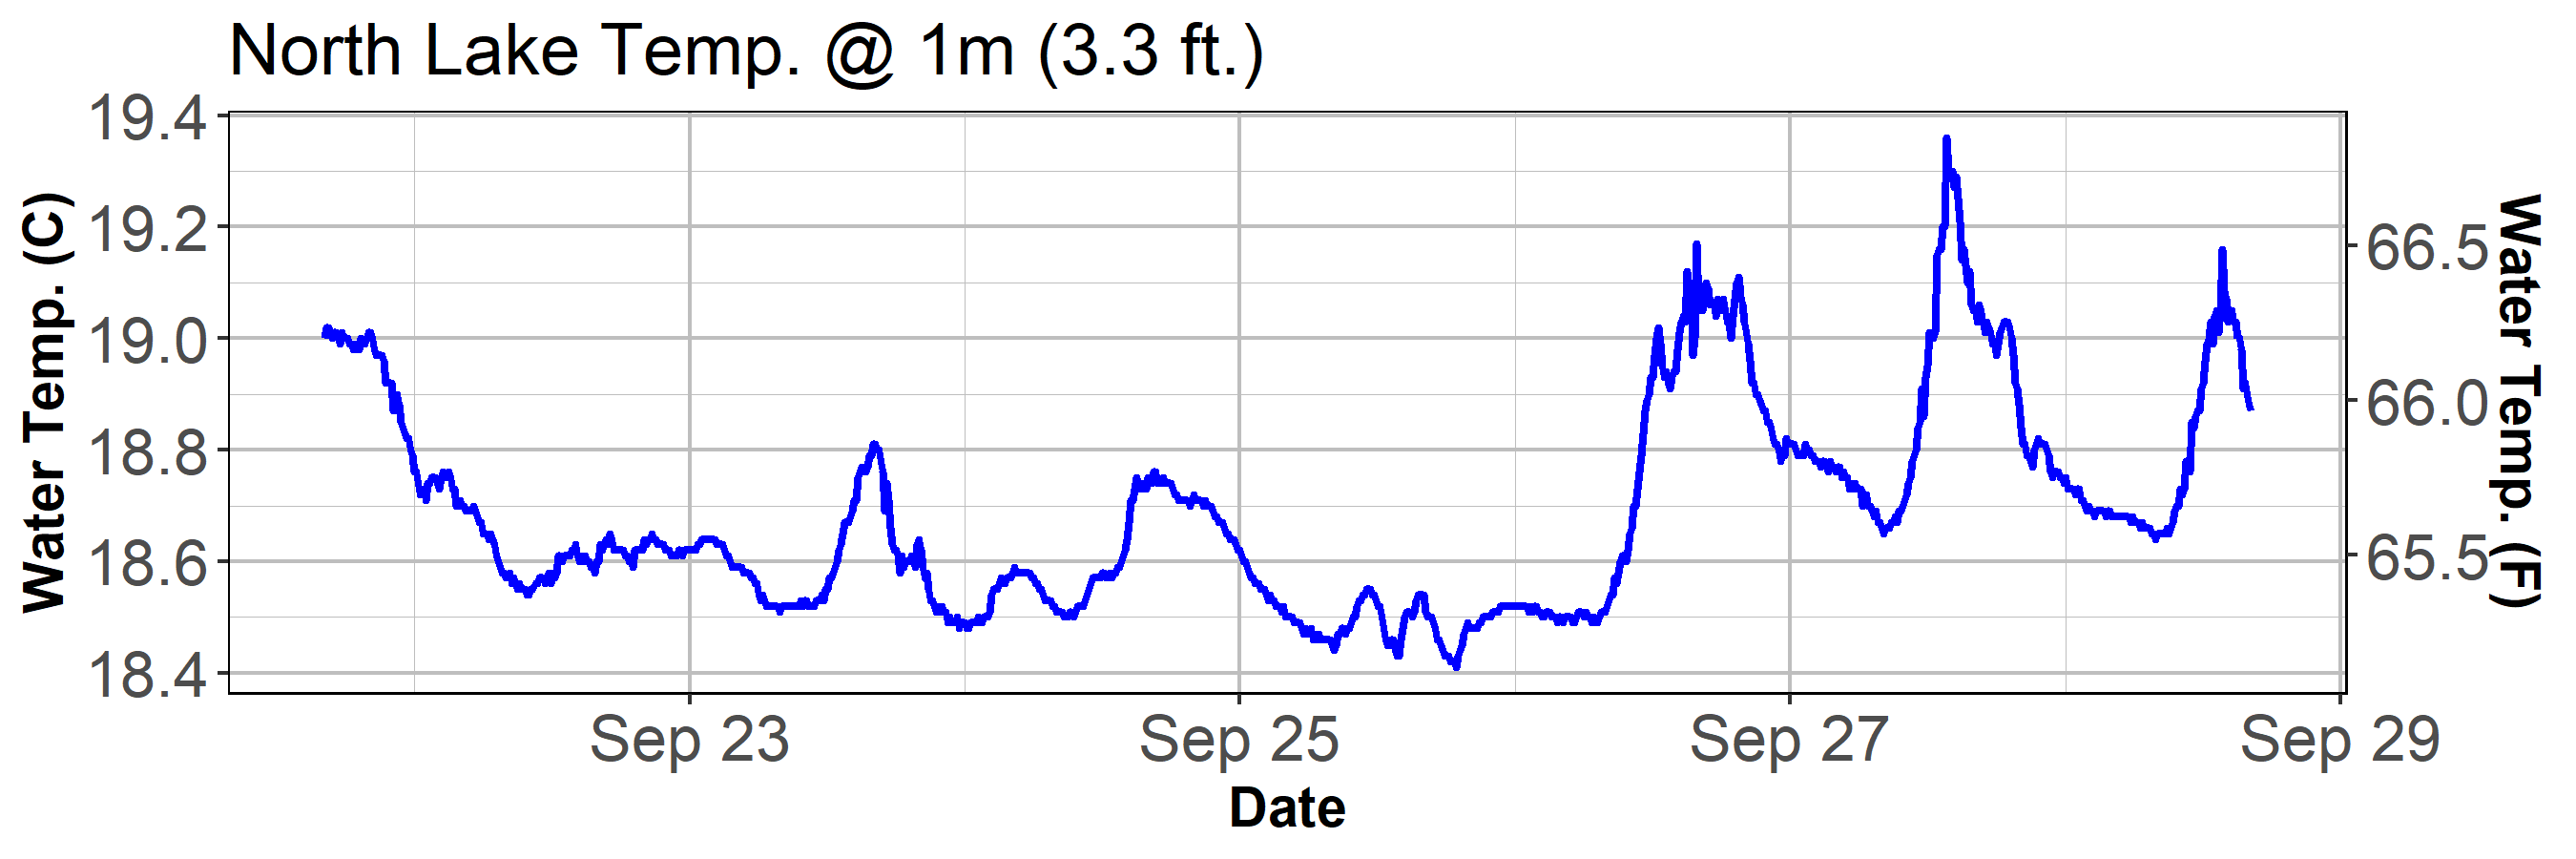 North Lake Temp. @ 1m (3.3 ft.)
Water Temp. (C)
19.4
19.2
19.0
18.8
18.6
18.4
66.5
66.0
65.5
Water Temp. (F)
Sep 23
Sep 25
Sep 27
Sep 29
Date